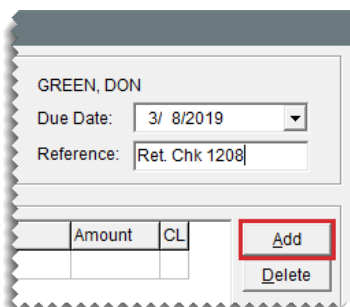 GREEN, DON
Due Date: 3/ 8/2019
Reference: Ret. Chk 1208
Amount CL Add
Delete